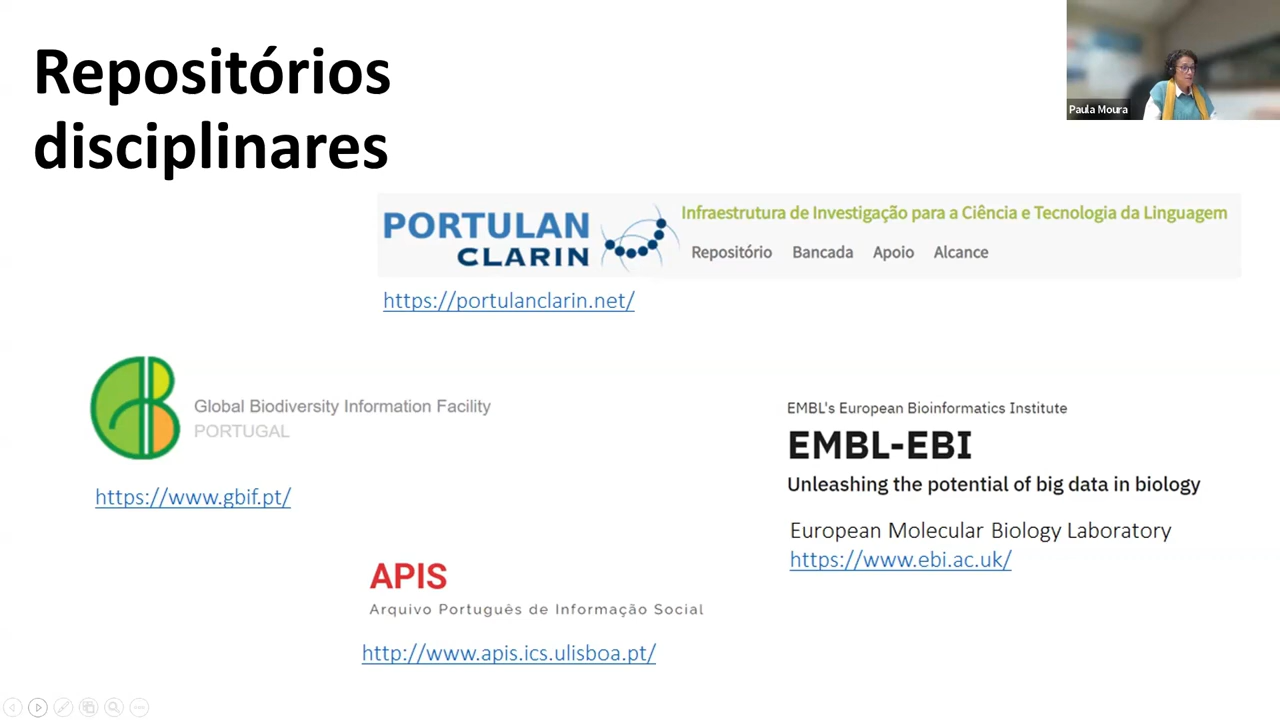 Repositórios
disciplinares
Paula Moura
PORTULAN
CLARIN
Infraestrutura de Investigação para a Ciência e Tecnologia da Linguagem
Repositório Bancada Apoio Alcance
https://portulanclarin.net/
Global Biodiversity Information Facility
PORTUGAL
https://www.gbif.pt/
EMBL's European Bioinformatics Institute
EMBL-EBI
Unleashing the potential of big data in biology
European Molecular Biology Laboratory
https://www.ebi.ac.uk/
APIS
Arquivo Português de Informação Social
http://www.apis.ics.ulisboa.pt/